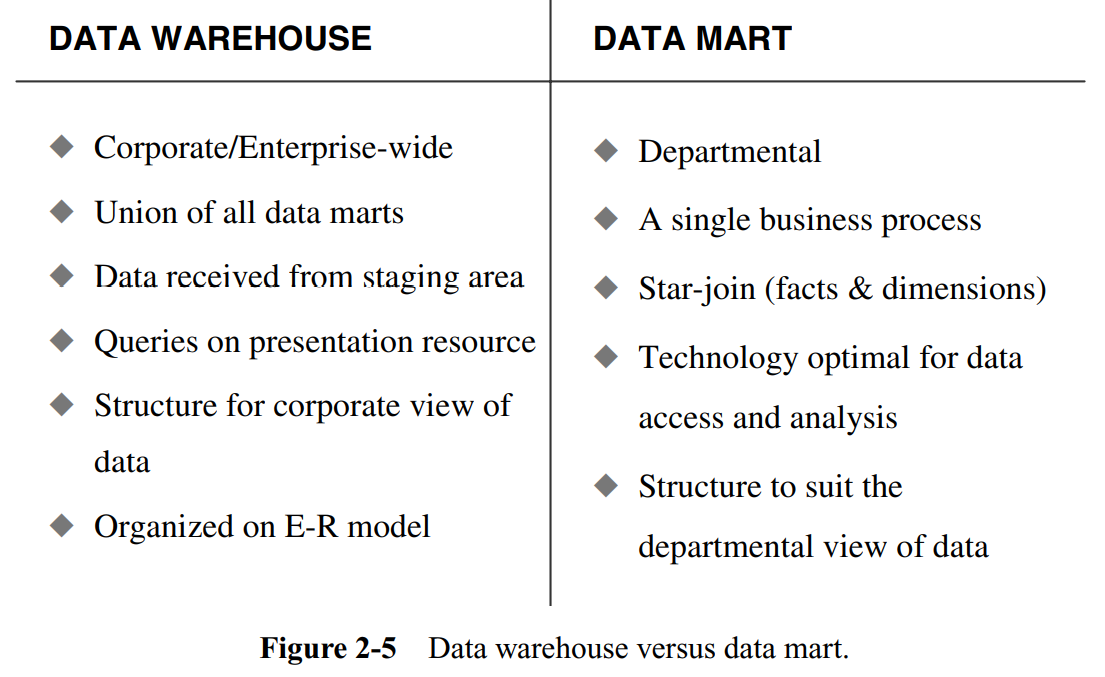 DATA WAREHOUSE
Corporate/Enterprise-wide
Union of all data marts
Data received from staging area
Queries on presentation resource
Structure for corporate view of
data
Organized on E-R model
DATA MART
Departmental
A single business process
Star-join (facts & dimensions)
Technology optimal for data
access and analysis
Structure to suit the
departmental view of data
Figure 2-5 Data warehouse versus data mart.